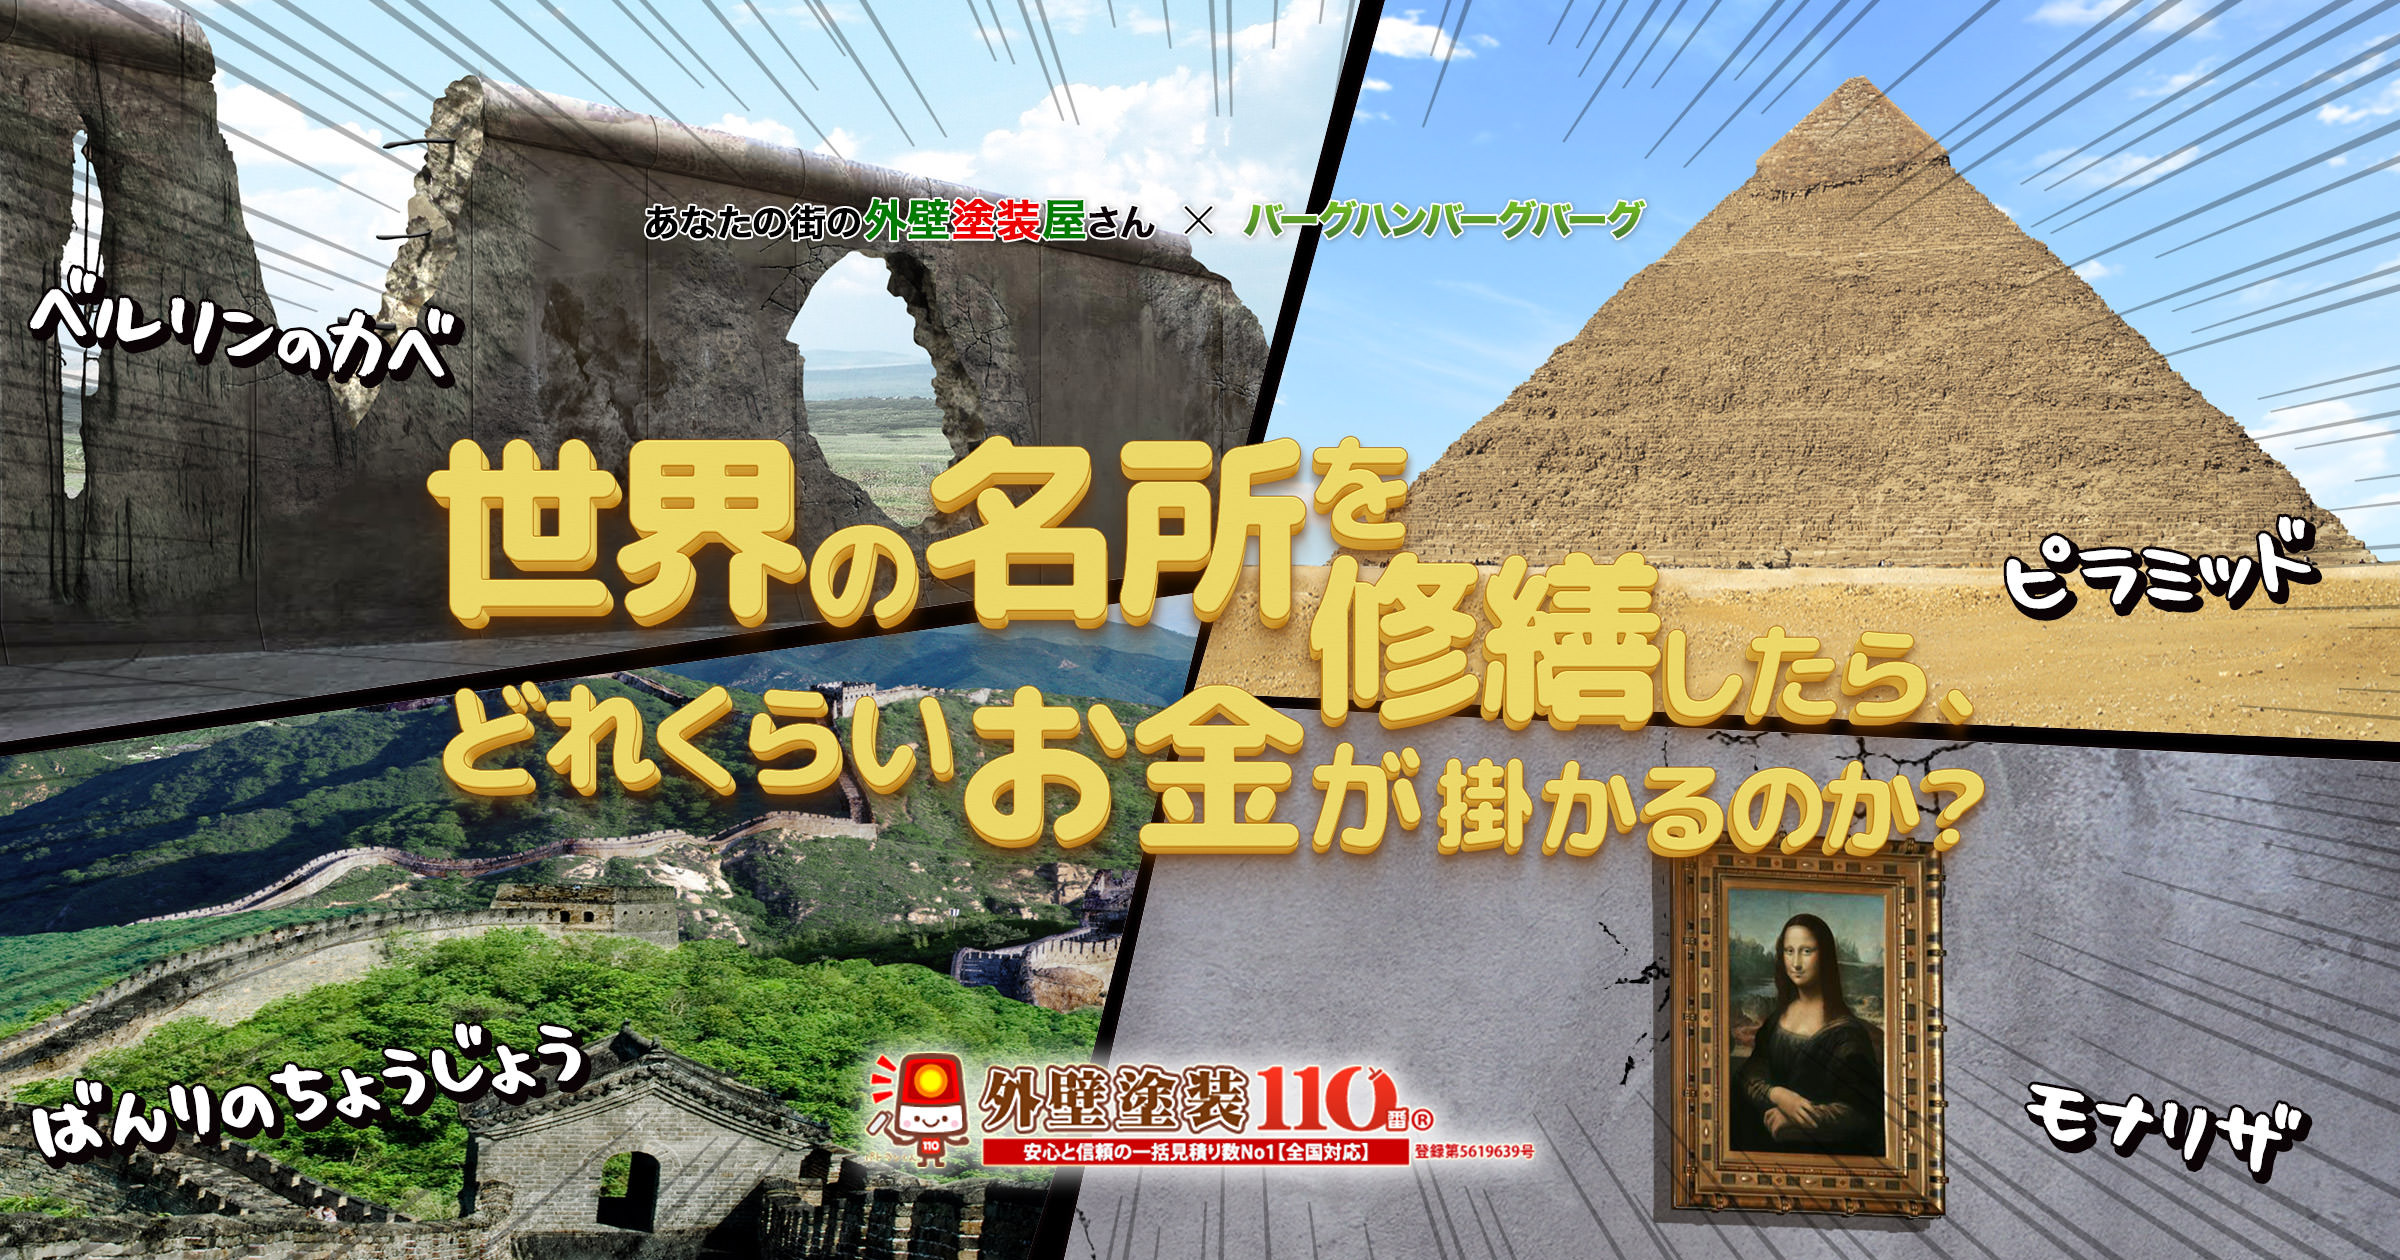 あなたの街の外壁塗装屋さん × バーグハンバーグバーグ
ベルリンのカベ
ピラミッド
世界の名所を
修繕したら、
どれくらいお金が掛かるのか?
ばんりのちょうじょう
モナリザ
外壁塗装110番®
110
安心と信頼の一括見積り数No1【全国対応】
登録第5619639号